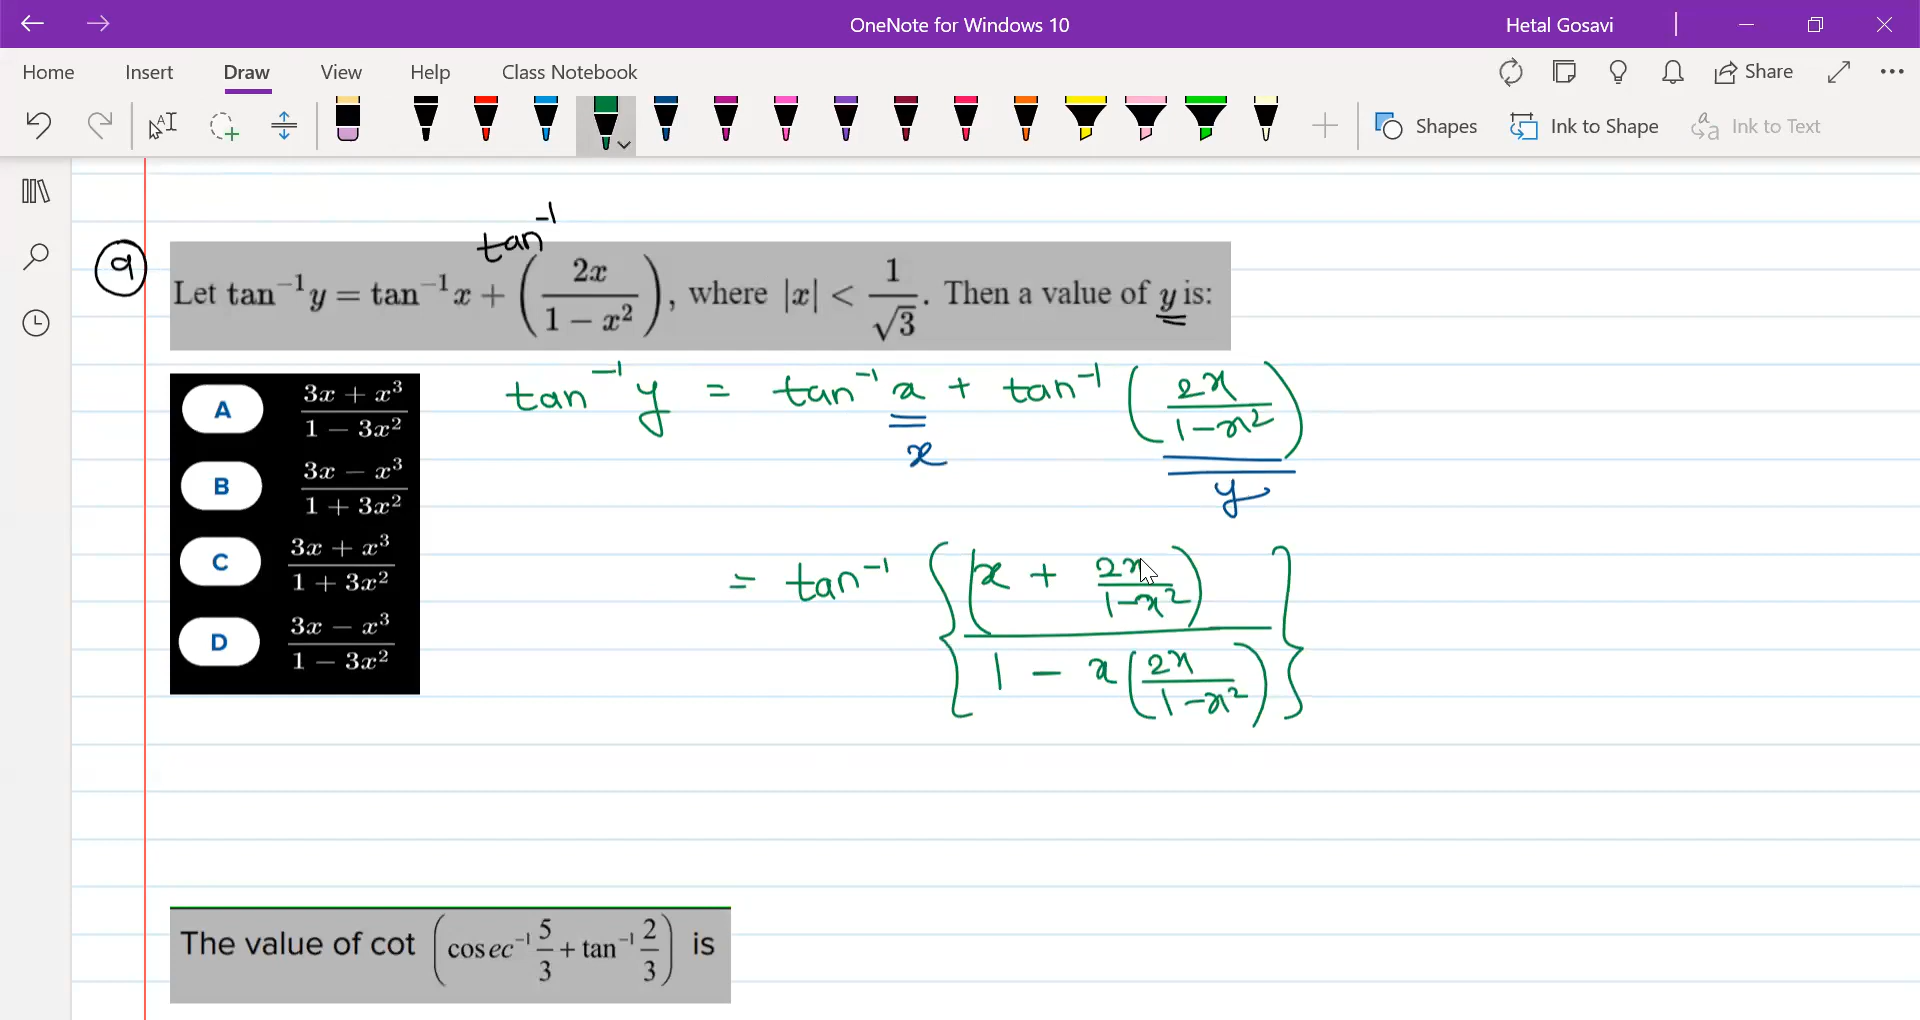 OneNote for Windows 10
Hetal Gosavi
Home Insert Draw View Help Class Notebook
Share
Shapes Ink to Shape Ink to Text
tan⁻¹
9
Let tan⁻¹y = tan⁻¹x + (2x/(1 − x²)), where |x| < 1/√3. Then a value of y is:
A (3x + x³)/(1 − 3x²)
B (3x − x³)/(1 + 3x²)
C (3x + x³)/(1 + 3x²)
D (3x − x³)/(1 − 3x²)
tan⁻¹ y = tan⁻¹ x + tan⁻¹ (2x/(1−x²))
x
y
= tan⁻¹ {(x + 2x/(1−x²))/(1 − x(2x/(1−x²)))}
The value of cot (cosec⁻¹ 5/3 + tan⁻¹ 2/3) is